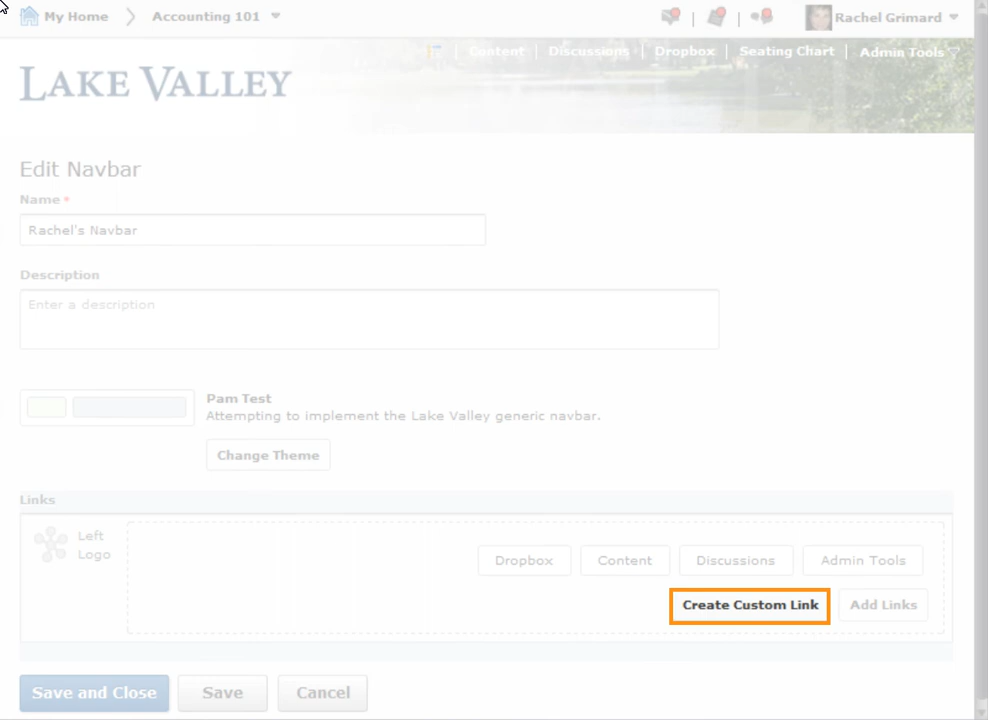 My Home
Accounting 101
Rachel Grimard
Content
Discussions
Dropbox
Seating Chart
Admin Tools
LAKE VALLEY
Edit Navbar
Name *
Rachel's Navbar
Description
Enter a description
Pam Test
Attempting to implement the Lake Valley generic navbar.
Change Theme
Links
Left
Logo
Dropbox
Content
Discussions
Admin Tools
Create Custom Link
Add Links
Save and Close
Save
Cancel